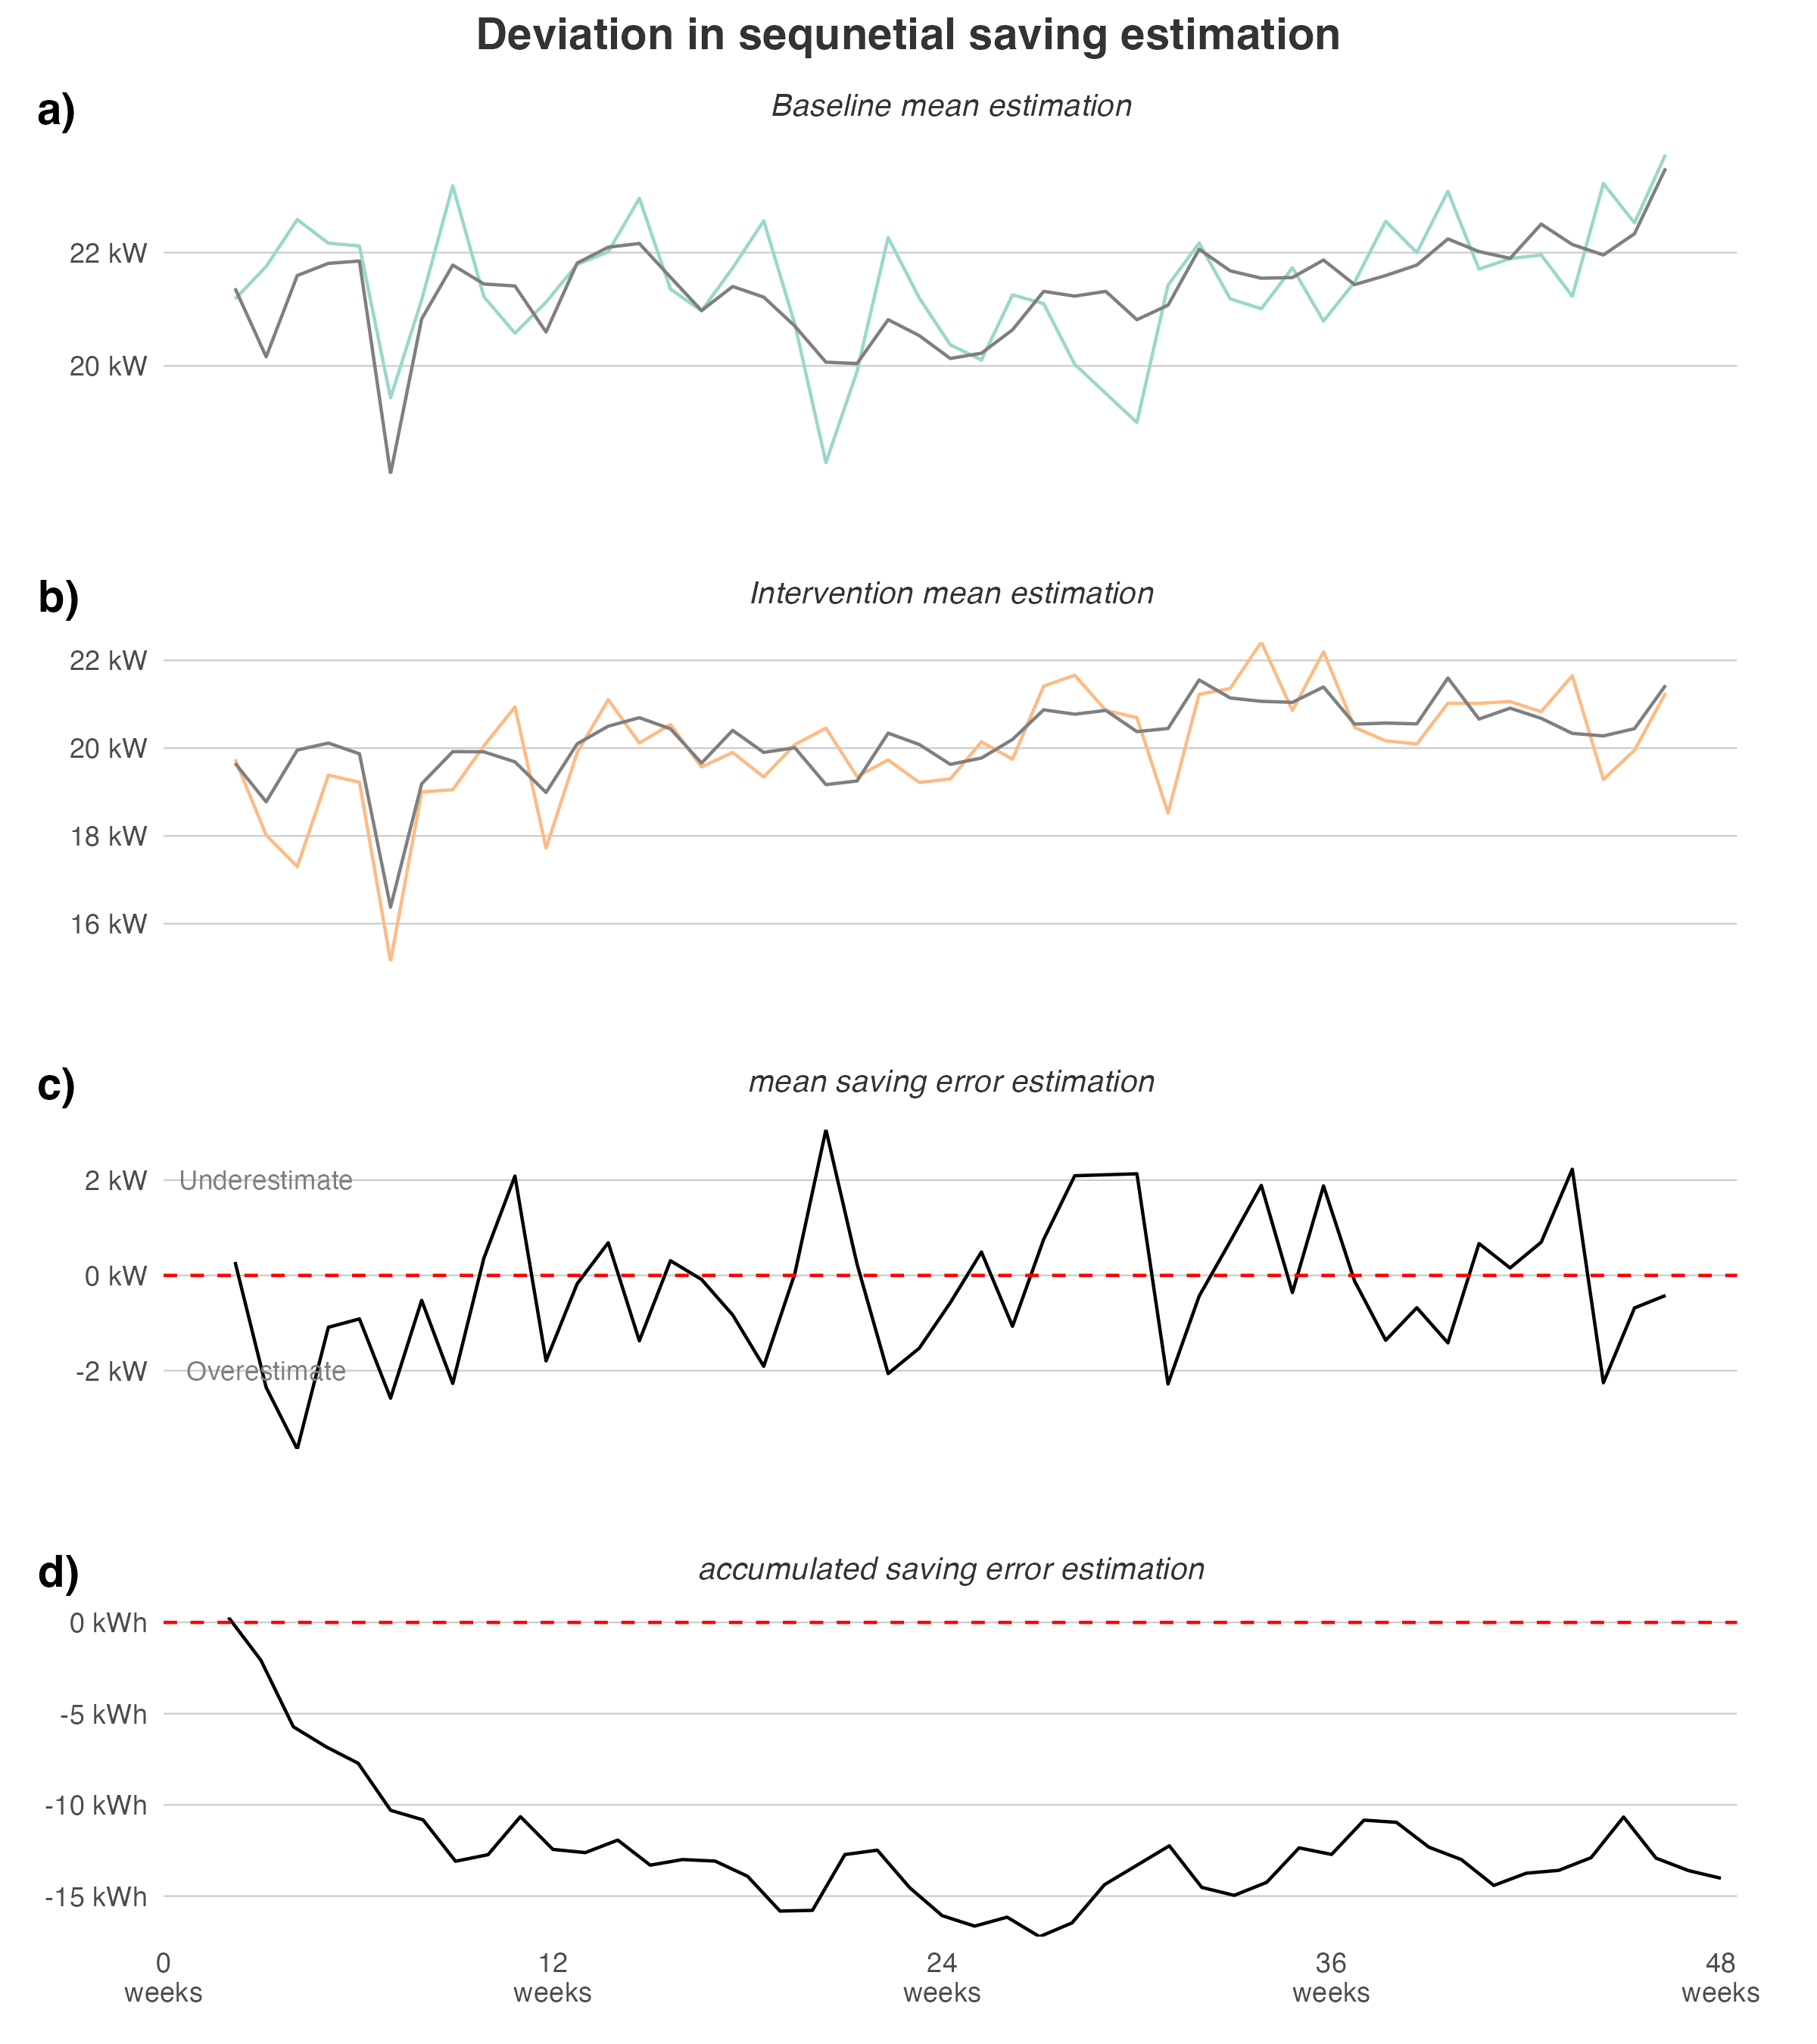 Deviation in sequnetial saving estimation
a)
Baseline mean estimation
22 kW
20 kW
b)
Intervention mean estimation
22 kW
20 kW
18 kW
16 kW
c)
mean saving error estimation
2 kW
Underestimate
0 kW
-2 kW
Overestimate
d)
accumulated saving error estimation
0 kWh
-5 kWh
-10 kWh
-15 kWh
0 12 24 36 48
weeks weeks weeks weeks weeks